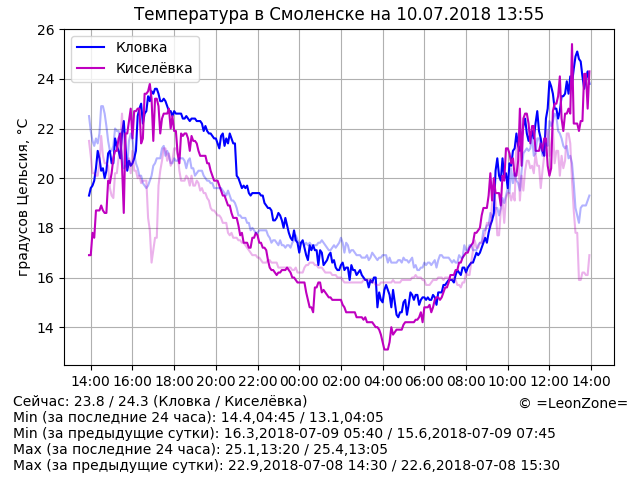 Температура в Смоленске на 10.07.2018 13:55
Кловка
Киселёвка
градусов Цельсия, °C
26
24
22
20
18
16
14
14:00 16:00 18:00 20:00 22:00 00:00 02:00 04:00 06:00 08:00 10:00 12:00 14:00
© =LeonZone=
Сейчас: 23.8 / 24.3 (Кловка / Киселёвка)
Min (за последние 24 часа): 14.4,04:45 / 13.1,04:05
Min (за предыдущие сутки): 16.3,2018-07-09 05:40 / 15.6,2018-07-09 07:45
Max (за последние 24 часа): 25.1,13:20 / 25.4,13:05
Max (за предыдущие сутки): 22.9,2018-07-08 14:30 / 22.6,2018-07-08 15:30